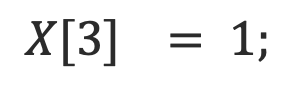 X[3] = 1;